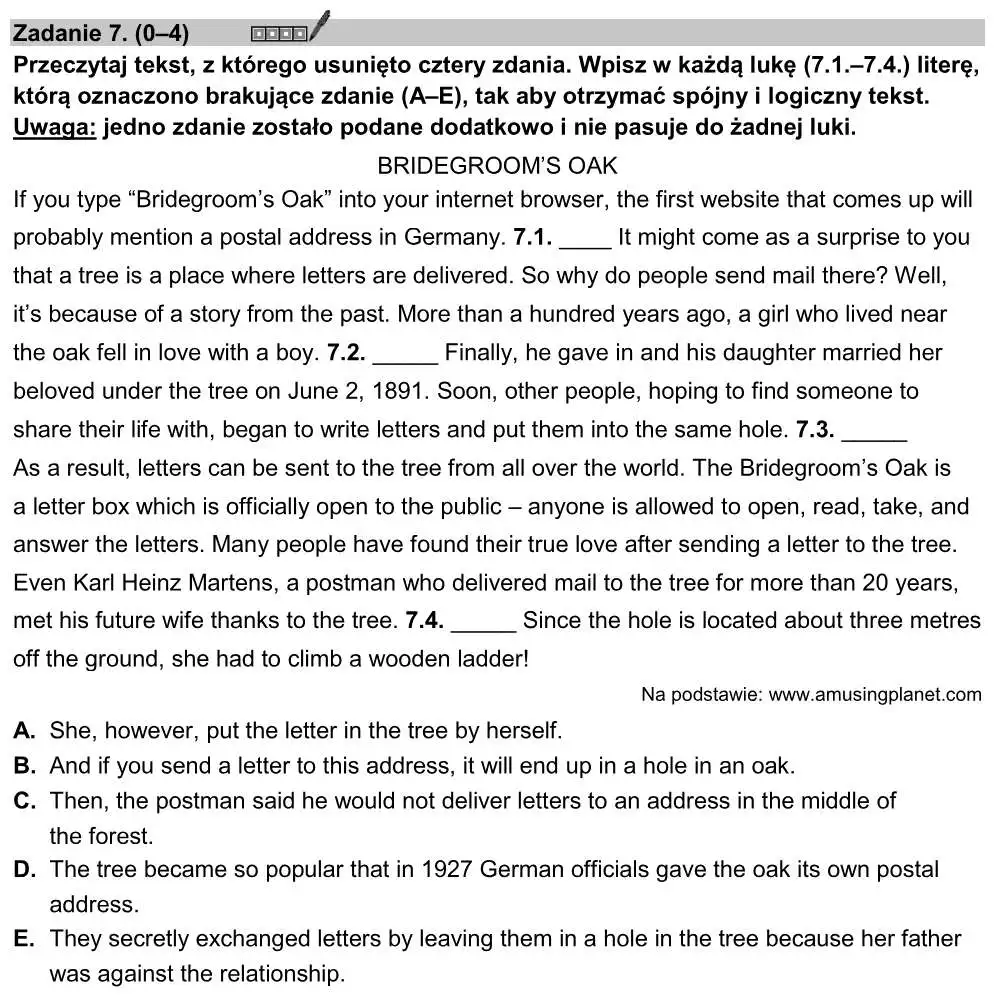 Zadanie 7. (0–4)
Przeczytaj tekst, z którego usunięto cztery zdania. Wpisz w każdą lukę (7.1.–7.4.) literę,
którą oznaczono brakujące zdanie (A–E), tak aby otrzymać spójny i logiczny tekst.
Uwaga: jedno zdanie zostało podane dodatkowo i nie pasuje do żadnej luki.
BRIDEGROOM’S OAK
If you type “Bridegroom’s Oak” into your internet browser, the first website that comes up will
probably mention a postal address in Germany. 7.1. ____ It might come as a surprise to you
that a tree is a place where letters are delivered. So why do people send mail there? Well,
it’s because of a story from the past. More than a hundred years ago, a girl who lived near
the oak fell in love with a boy. 7.2. _____ Finally, he gave in and his daughter married her
beloved under the tree on June 2, 1891. Soon, other people, hoping to find someone to
share their life with, began to write letters and put them into the same hole. 7.3. _____
As a result, letters can be sent to the tree from all over the world. The Bridegroom’s Oak is
a letter box which is officially open to the public – anyone is allowed to open, read, take, and
answer the letters. Many people have found their true love after sending a letter to the tree.
Even Karl Heinz Martens, a postman who delivered mail to the tree for more than 20 years,
met his future wife thanks to the tree. 7.4. _____ Since the hole is located about three metres
off the ground, she had to climb a wooden ladder!
Na podstawie: www.amusingplanet.com
A. She, however, put the letter in the tree by herself.
B. And if you send a letter to this address, it will end up in a hole in an oak.
C. Then, the postman said he would not deliver letters to an address in the middle of
the forest.
D. The tree became so popular that in 1927 German officials gave the oak its own postal
address.
E. They secretly exchanged letters by leaving them in a hole in the tree because her father
was against the relationship.